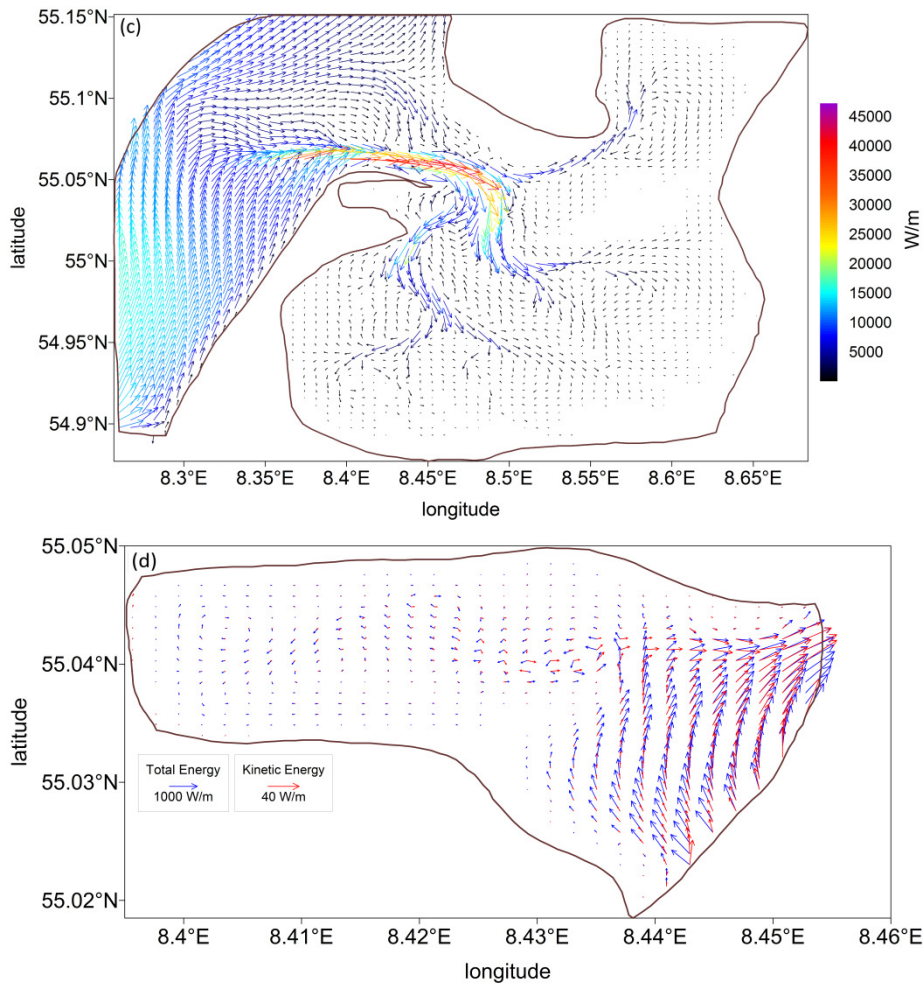 (c)
55.15°N
55.1°N
55.05°N
55°N
54.95°N
54.9°N
latitude
8.3°E 8.35°E 8.4°E 8.45°E 8.5°E 8.55°E 8.6°E 8.65°E
longitude
45000
40000
35000
30000
25000
20000
15000
10000
5000
W/m
(d)
55.05°N
55.04°N
55.03°N
55.02°N
latitude
Total Energy
1000 W/m
Kinetic Energy
40 W/m
8.4°E 8.41°E 8.42°E 8.43°E 8.44°E 8.45°E 8.46°E
longitude